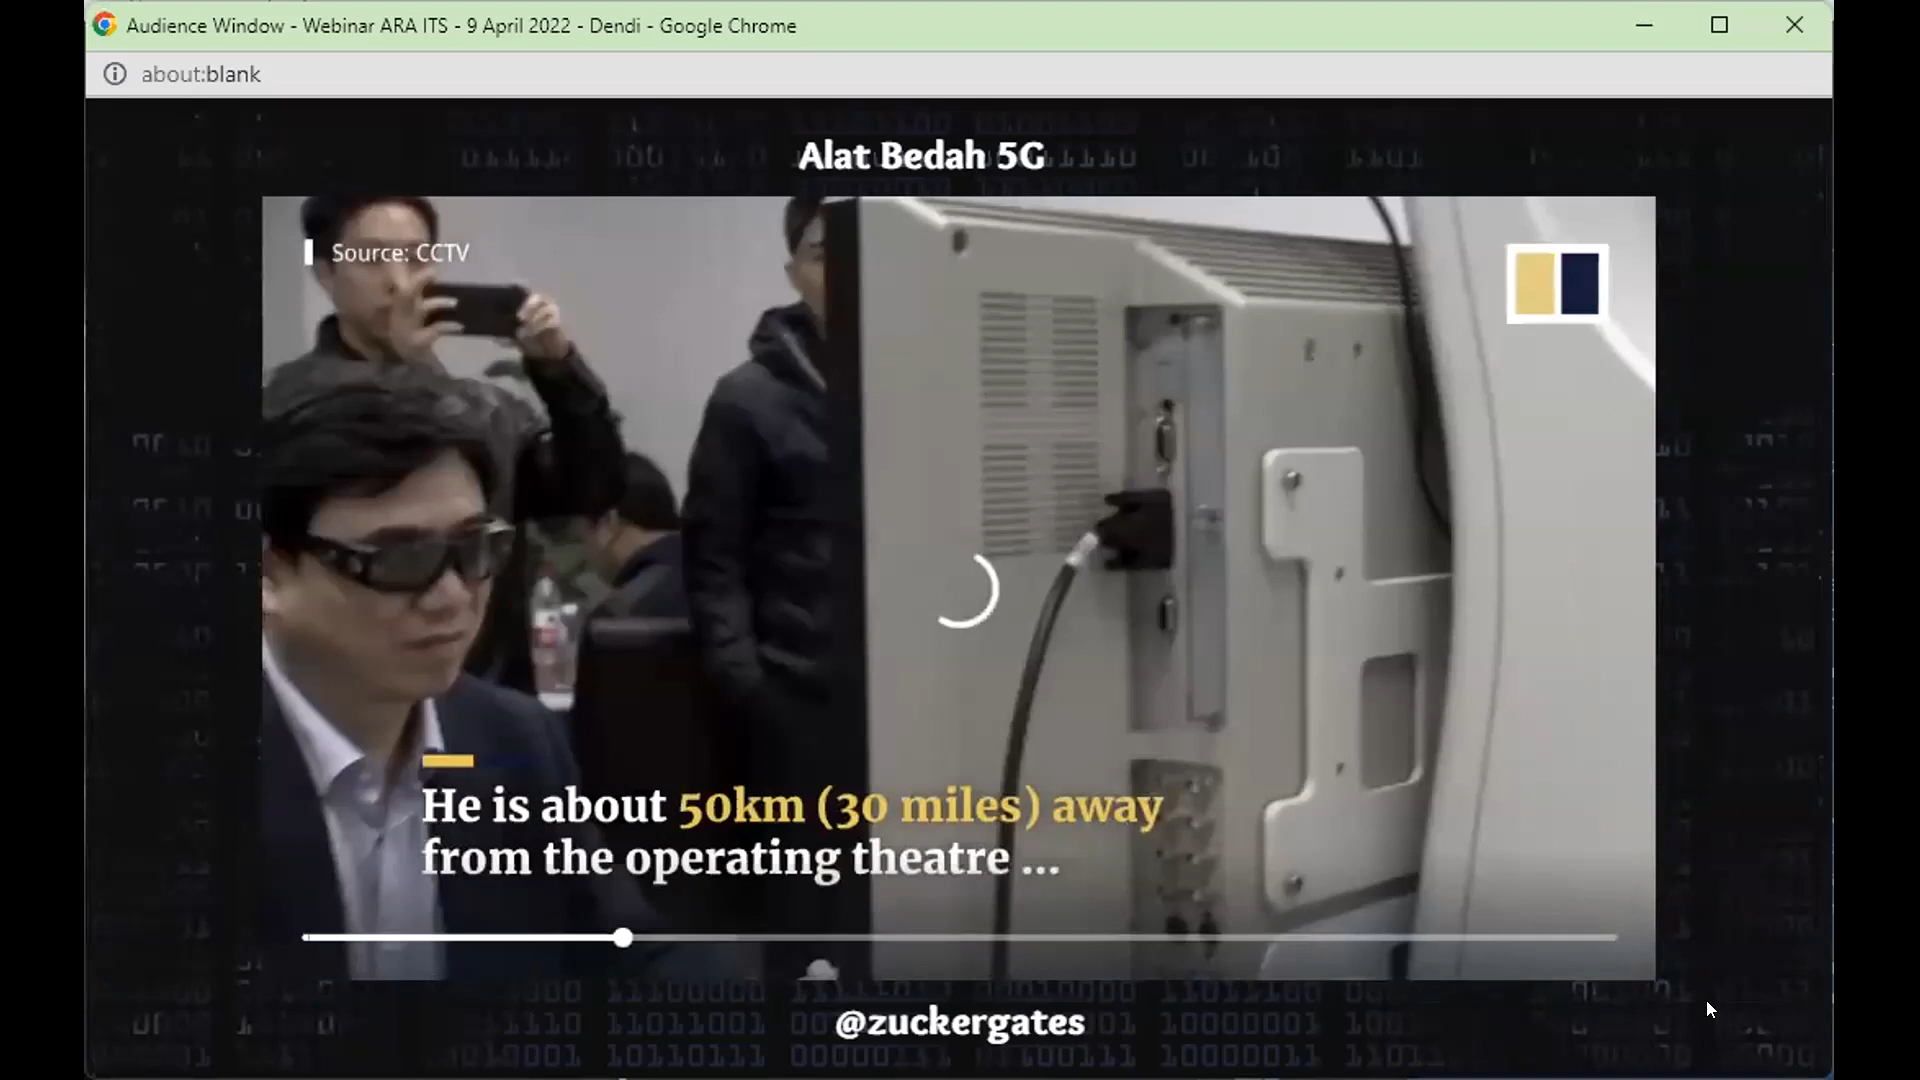 Audience Window - Webinar ARA ITS - 9 April 2022 - Dendi - Google Chrome
about:blank
Alat Bedah 5G
Source: CCTV
He is about 50km (30 miles) away
from the operating theatre ...
@zuckergates